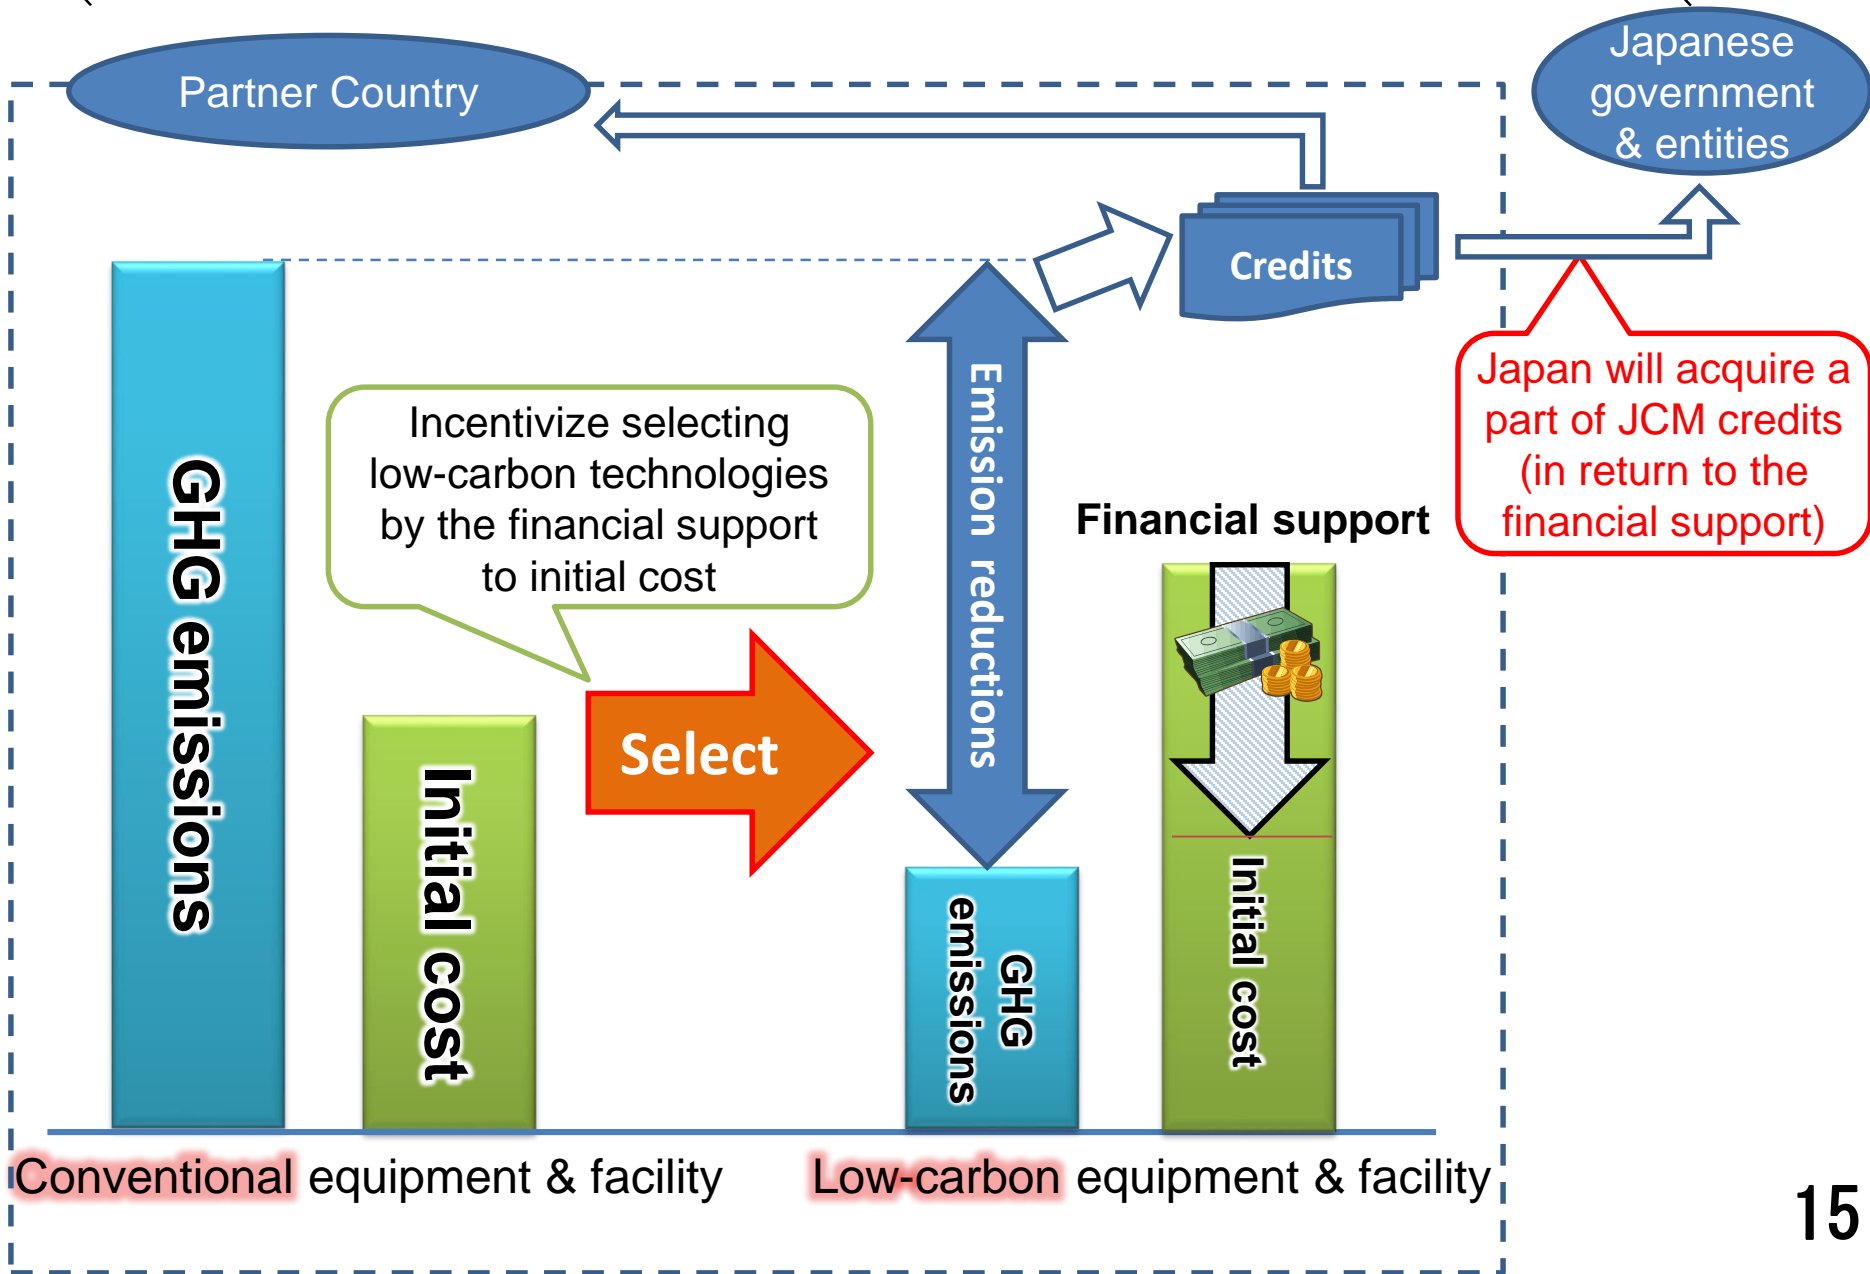 Partner Country
Japanese
government
& entities
Credits
Japan will acquire a
part of JCM credits
(in return to the
financial support)
Incentivize selecting
low-carbon technologies
by the financial support
to initial cost
GHG emissions
Initial cost
Select
Emission reductions
Financial support
GHG
emissions
Initial cost
Conventional equipment & facility
Low-carbon equipment & facility
15